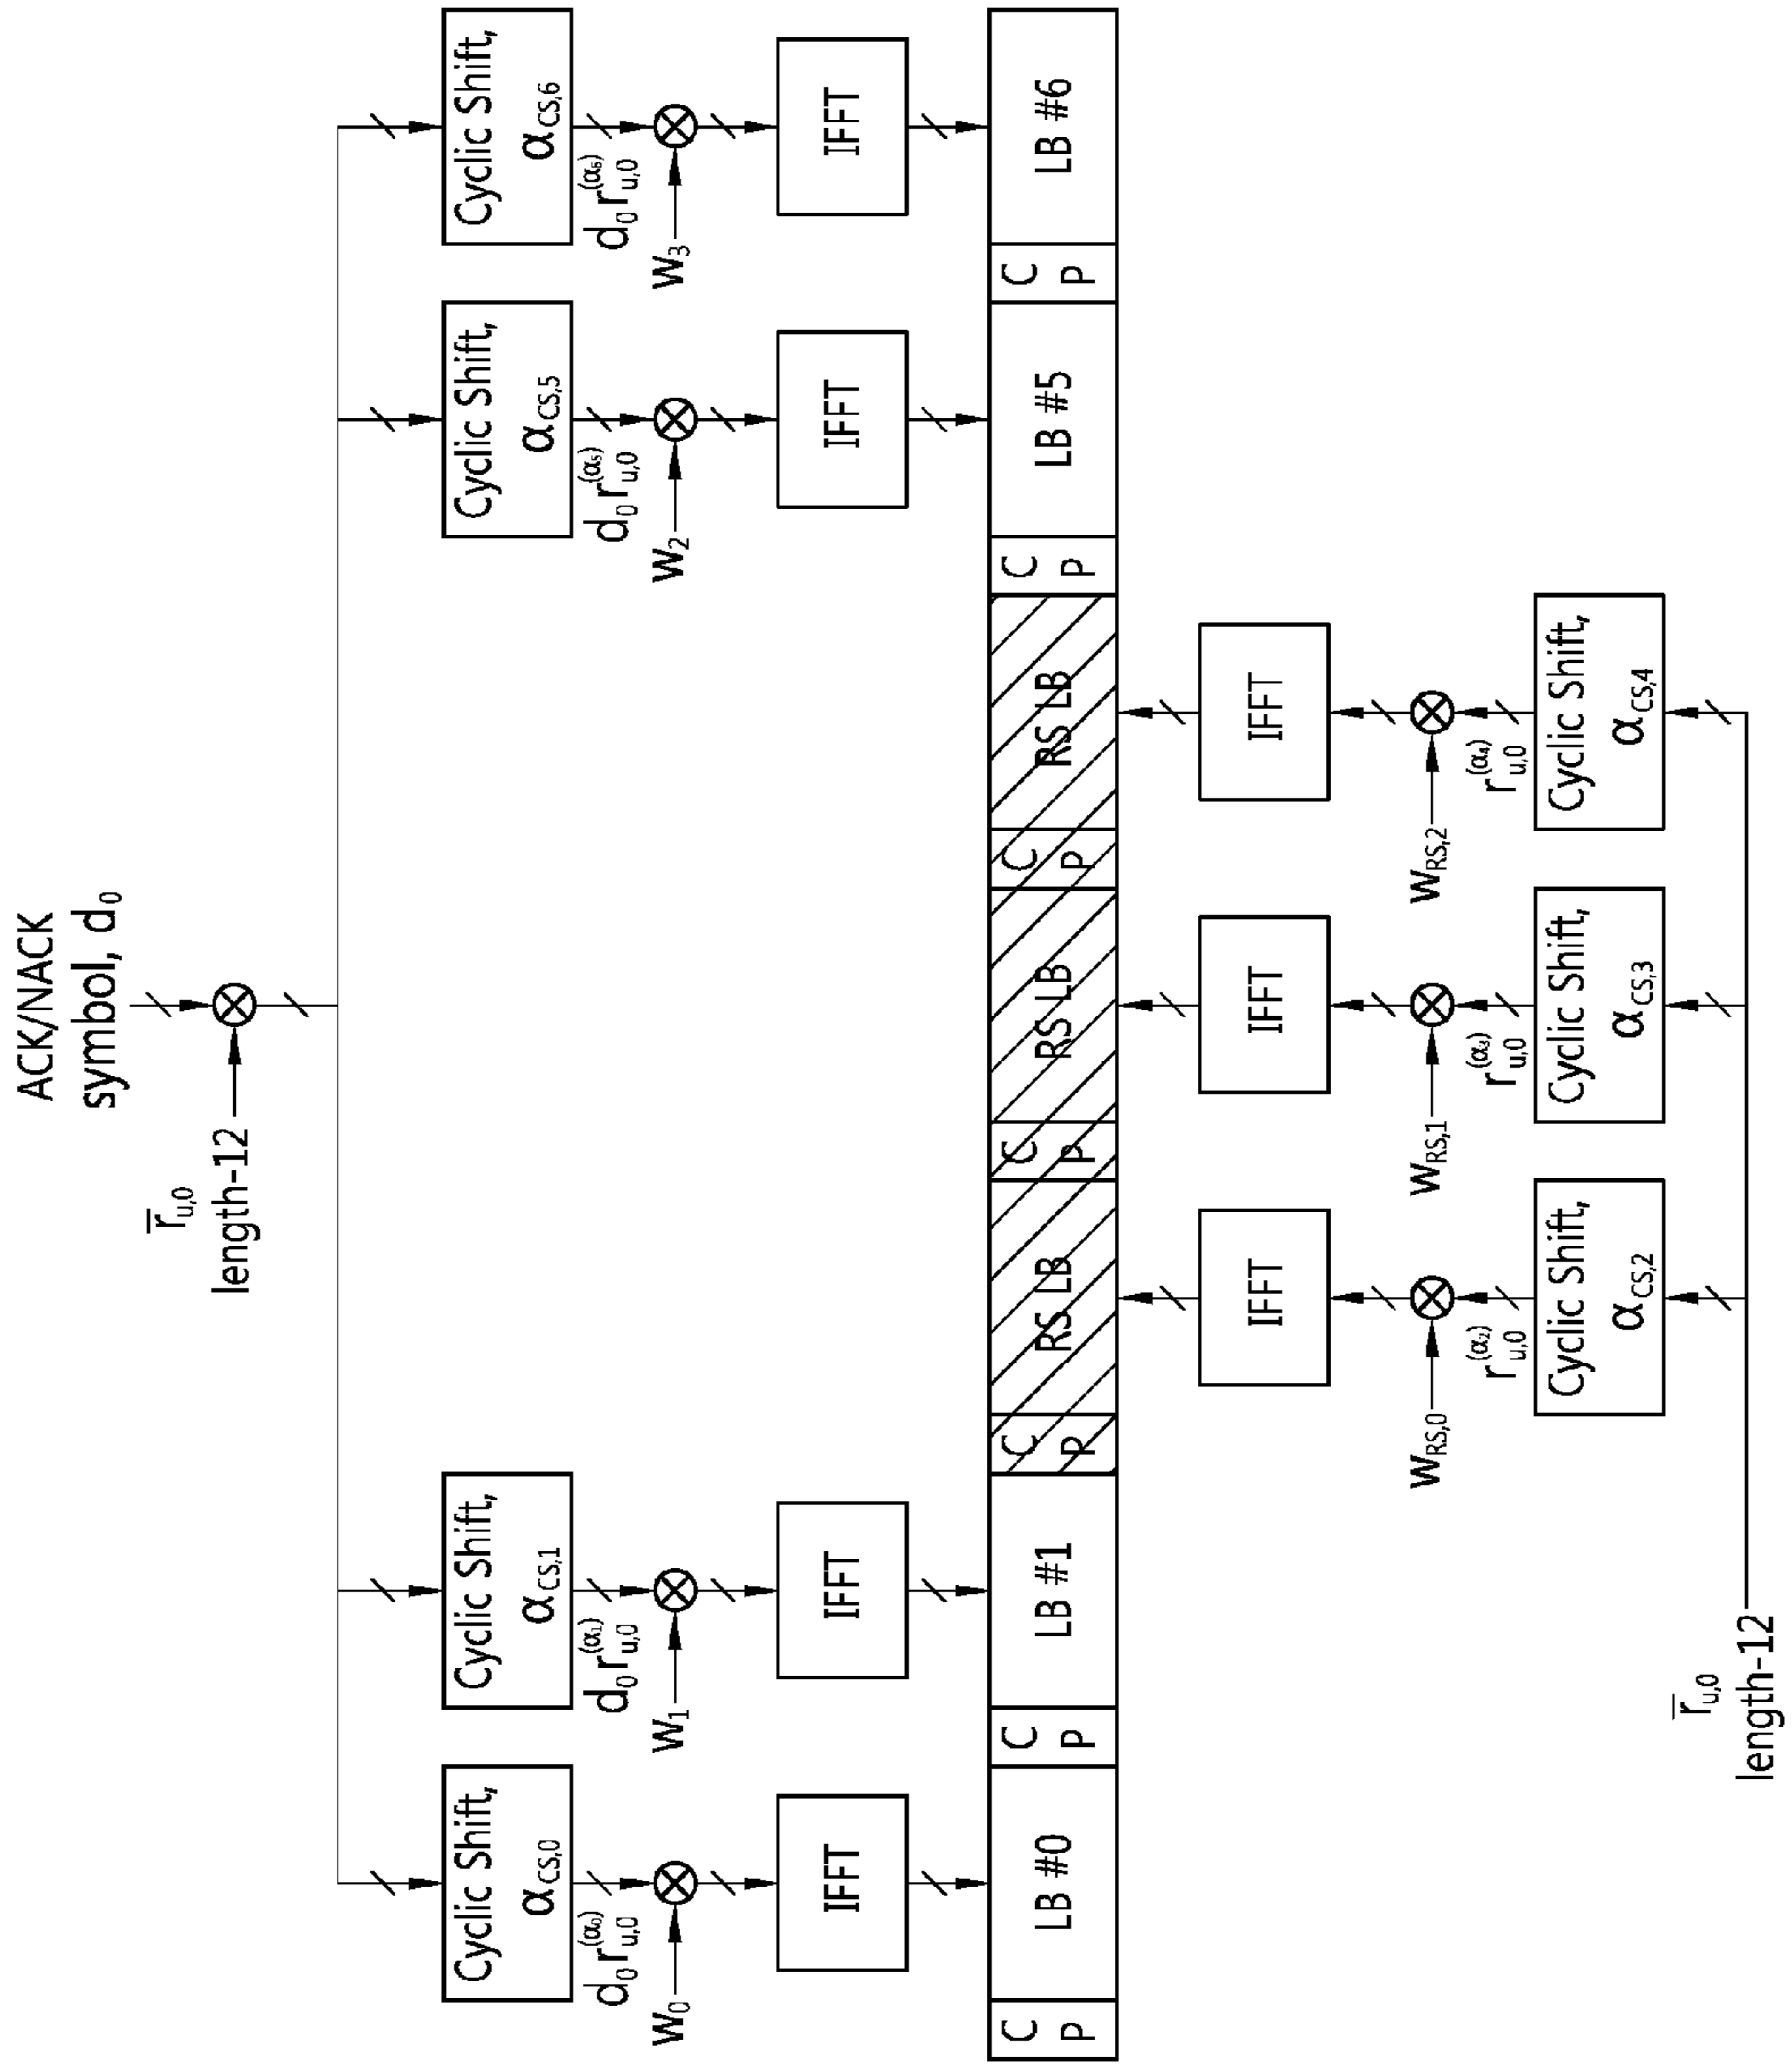 ACK/NACK
symbol, d₀
r̅u,0
length-12
Cyclic Shift,
αCS,0
Cyclic Shift,
αCS,1
Cyclic Shift,
αCS,5
Cyclic Shift,
αCS,6
d₀ r(α₀)u,0
d₀ r(α₁)u,0
d₀ r(α₅)u,0
d₀ r(α₆)u,0
W₀
W₁
W₂
W₃
IFFT
IFFT
IFFT
IFFT
CP
LB #0
CP
LB #1
CP
RS LB
CP
RS LB
CP
RS LB
CP
LB #5
CP
LB #6
IFFT
IFFT
IFFT
WRS,0
WRS,1
WRS,2
r(α₂)u,0
r(α₃)u,0
r(α₄)u,0
Cyclic Shift,
αCS,2
Cyclic Shift,
αCS,3
Cyclic Shift,
αCS,4
r̅u,0
length-12